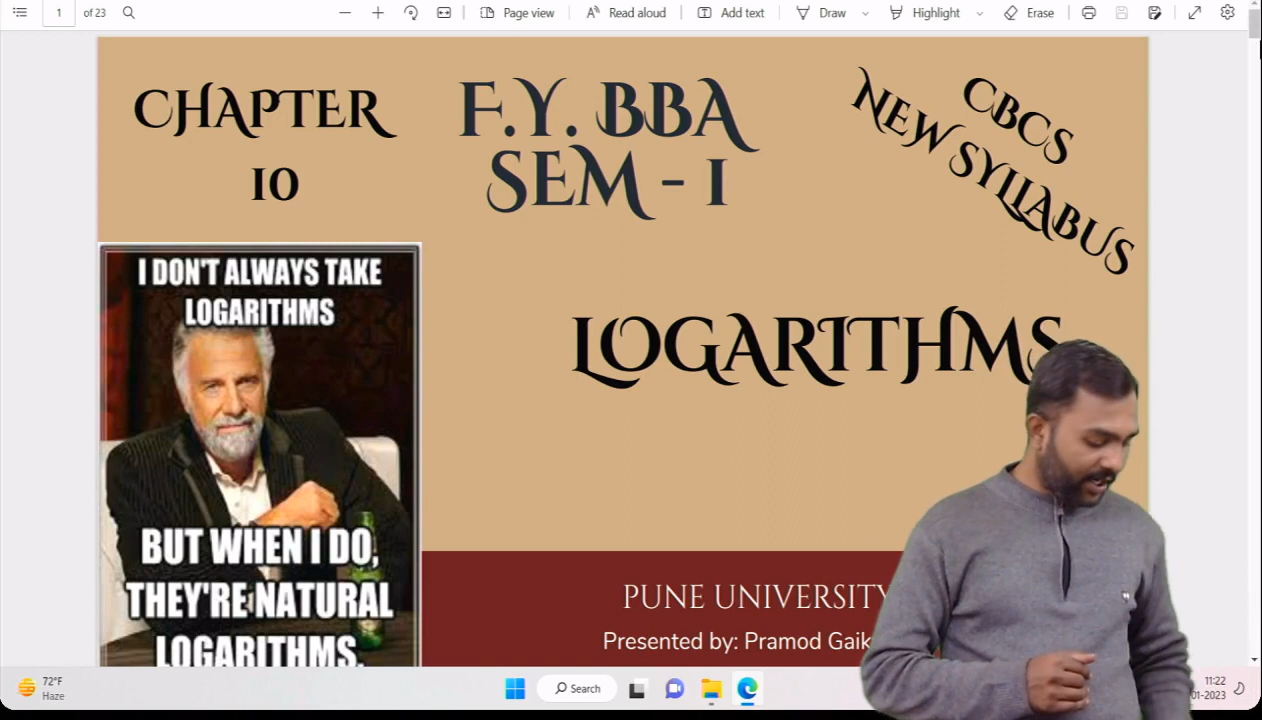 1 of 23
Page view
Read aloud
Add text
Draw
Highlight
Erase
CHAPTER
10
F.Y. BBA
SEM - I
CBCS
NEW SYLLABUS
I DON'T ALWAYS TAKE
LOGARITHMS
BUT WHEN I DO,
THEY'RE NATURAL
LOGARITHMS.
LOGARITHMS
PUNE UNIVERSITY
Presented by: Pramod Gaik
72°F
Haze
Search
11:22
01-2023